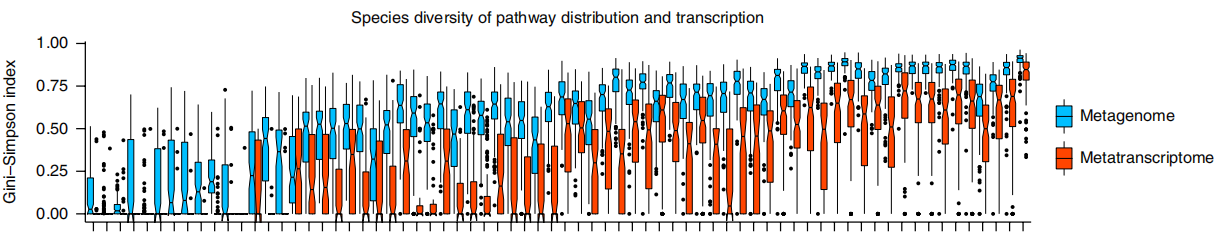 Species diversity of pathway distribution and transcription
1.00
0.75
0.50
0.25
0.00
Gini–Simpson index
Metagenome
Metatranscriptome